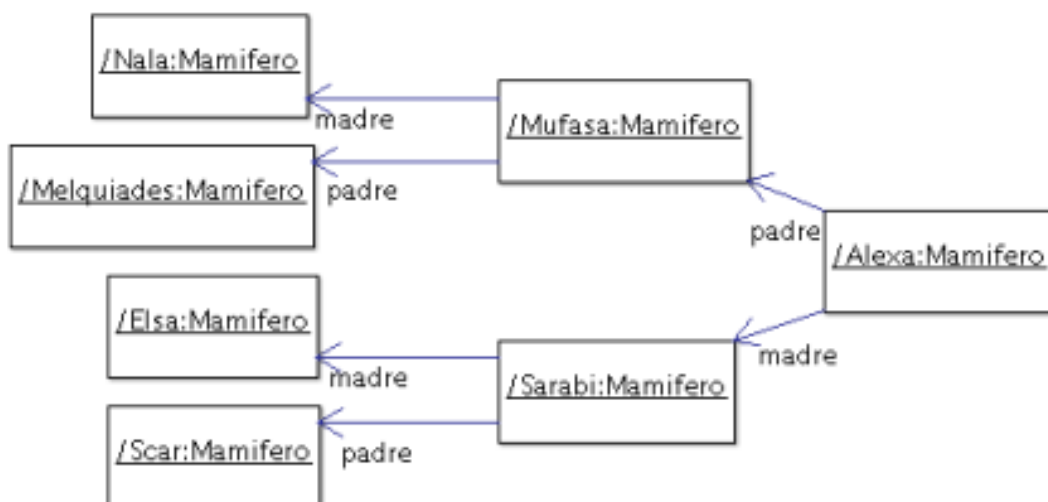 /Nala:Mamifero
madre
/Mufasa:Mamifero
/Melquiades:Mamifero
padre
padre
/Alexa:Mamifero
/Elsa:Mamifero
madre
madre
/Sarabi:Mamifero
/Scar:Mamifero
padre